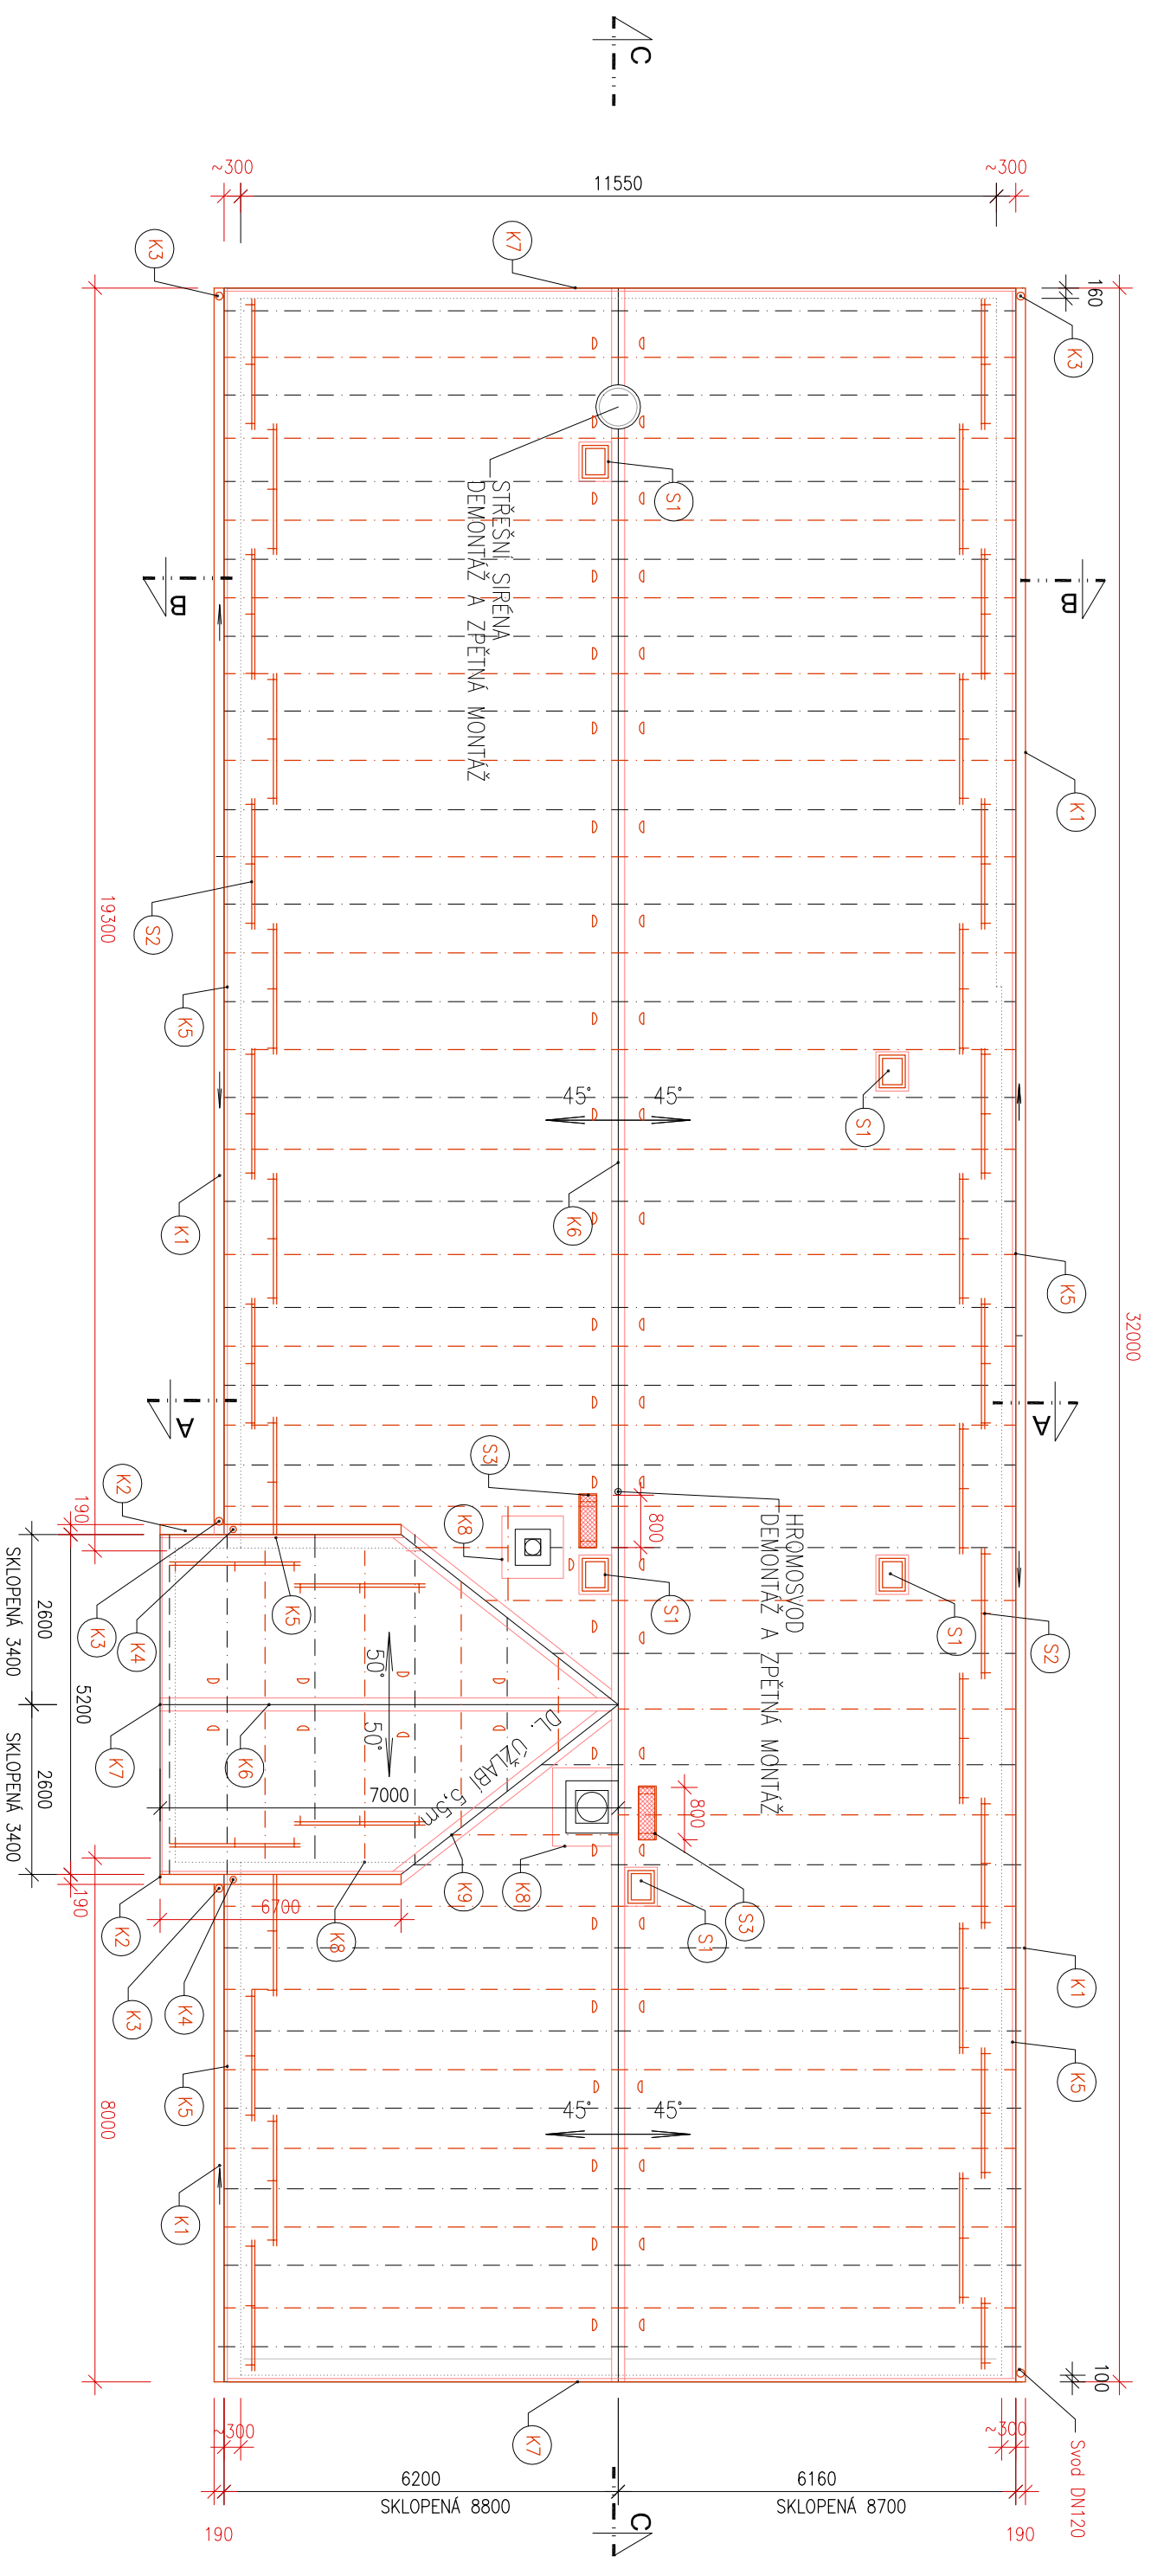 C
~300
11550
~300
K3
K7
160
K3
STŘEŠNÍ SIRÉNA
DEMONTÁŽ A ZPĚTNÁ MONTÁŽ
S1
B
B
K1
19300
S2
K5
S1
45°
45°
K1
K6
K5
32000
A
A
K2
S3
190
K8
800
HROMOSVOD
DEMONTÁŽ A ZPĚTNÁ MONTÁŽ
K3
K4
K5
S1
S1
S2
2600
SKLOPENÁ 3400
5200
50°
50°
K7
K6
DL. ÚŽLABÍ 5,5m
7000
800
2600
SKLOPENÁ 3400
190
6700
K2
K8
K9
K8
S1
S3
K3
K4
K1
K5
K5
8000
45°
45°
K1
100
K7
~300
~300
Svod DN120
6200
SKLOPENÁ 8800
6160
SKLOPENÁ 8700
190
C
190